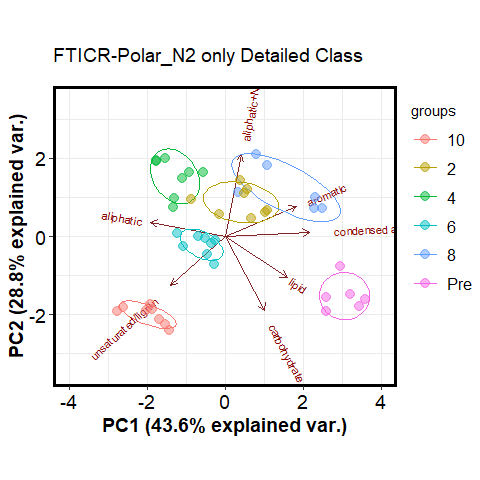 FTICR-Polar_N2 only Detailed Class
PC2 (28.8% explained var.)
2
0
-2
-4
-2
0
2
4
PC1 (43.6% explained var.)
aliphatic+N
aromatic
aliphatic
condensed a
lipid
unsaturated/lignin
carbohydrate
groups
10
2
4
6
8
Pre